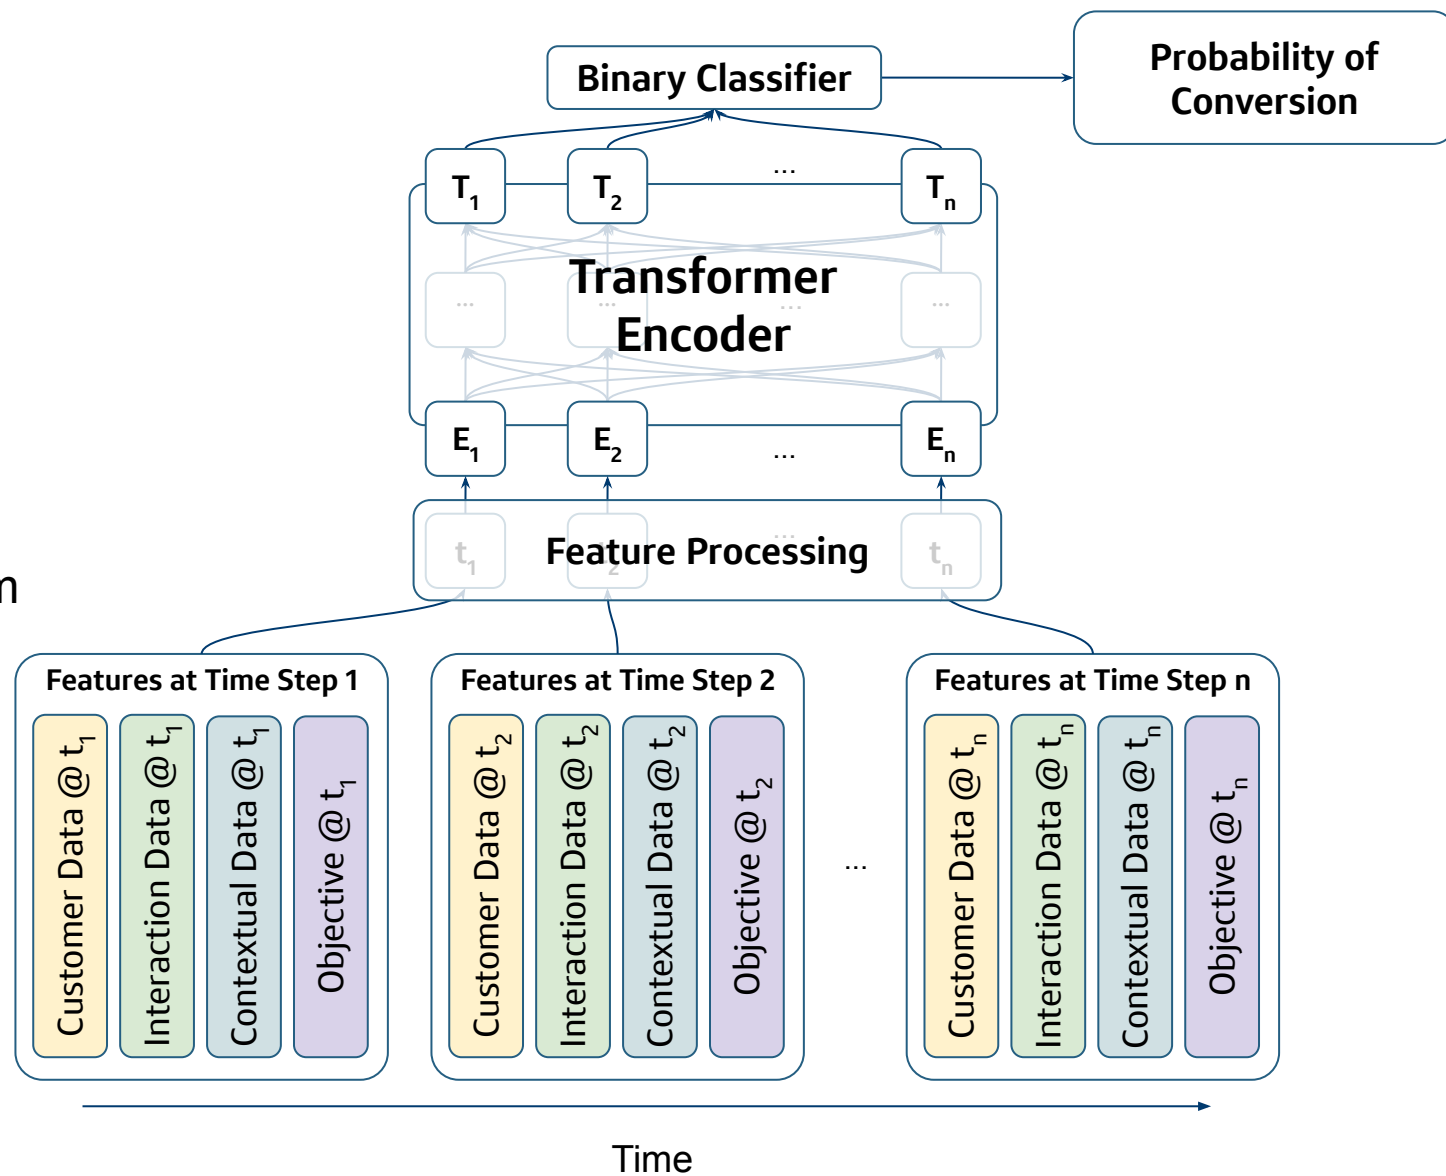 Probability of
Conversion
Binary Classifier
T1 T2 ... Tn
Transformer
Encoder
... ... ... ...
E1 E2 ... En
t1 t2 ... tn
Feature Processing
m
Features at Time Step 1
Customer Data @ t1
Interaction Data @ t1
Contextual Data @ t1
Objective @ t1
Features at Time Step 2
Customer Data @ t2
Interaction Data @ t2
Contextual Data @ t2
Objective @ t2
...
Features at Time Step n
Customer Data @ tn
Interaction Data @ tn
Contextual Data @ tn
Objective @ tn
Time